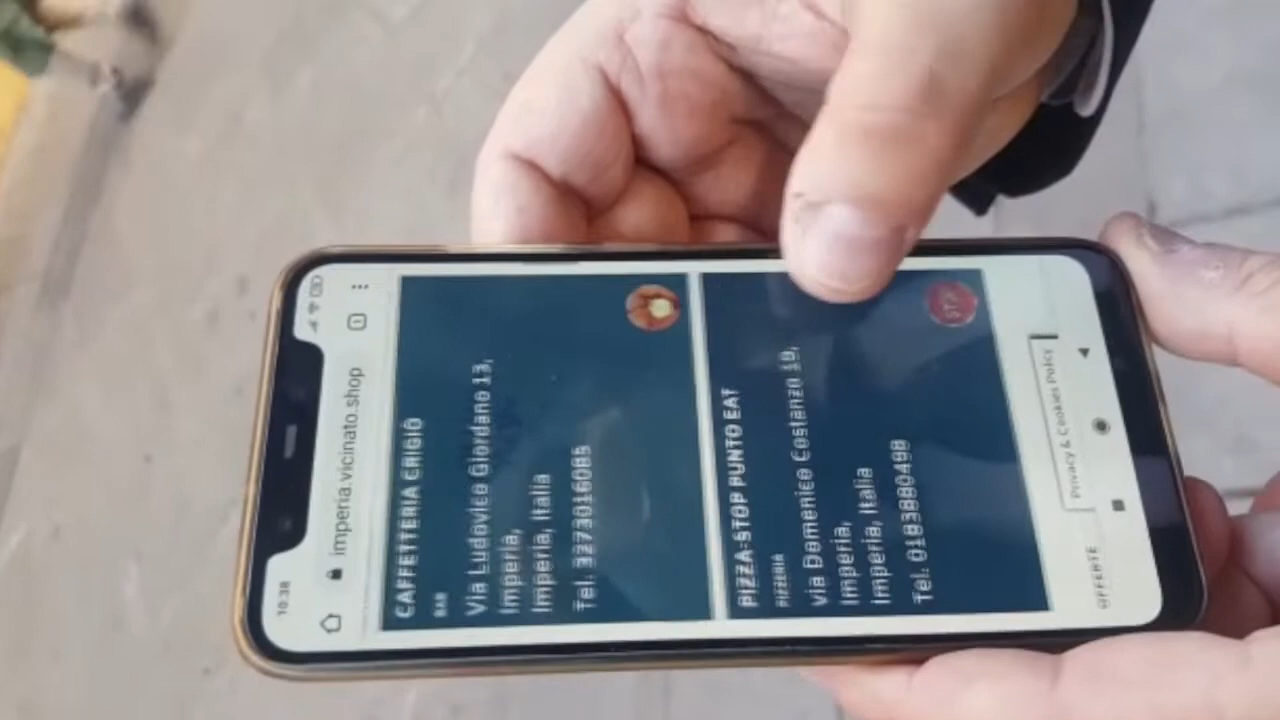 10:38
imperia.vicinato.shop
CAFFETTERIA GRIGIO
BAR
Via Ludovico Giordano 13,
Imperia,
Imperia, Italia
Tel. 3273016085
PIZZA STOP PUNTO EAT
PIZZERIA
via Domenico Costanzo 19,
Imperia,
Imperia, Italia
Tel: 0183880498
OFFERTE
Privacy & Cookies Policy